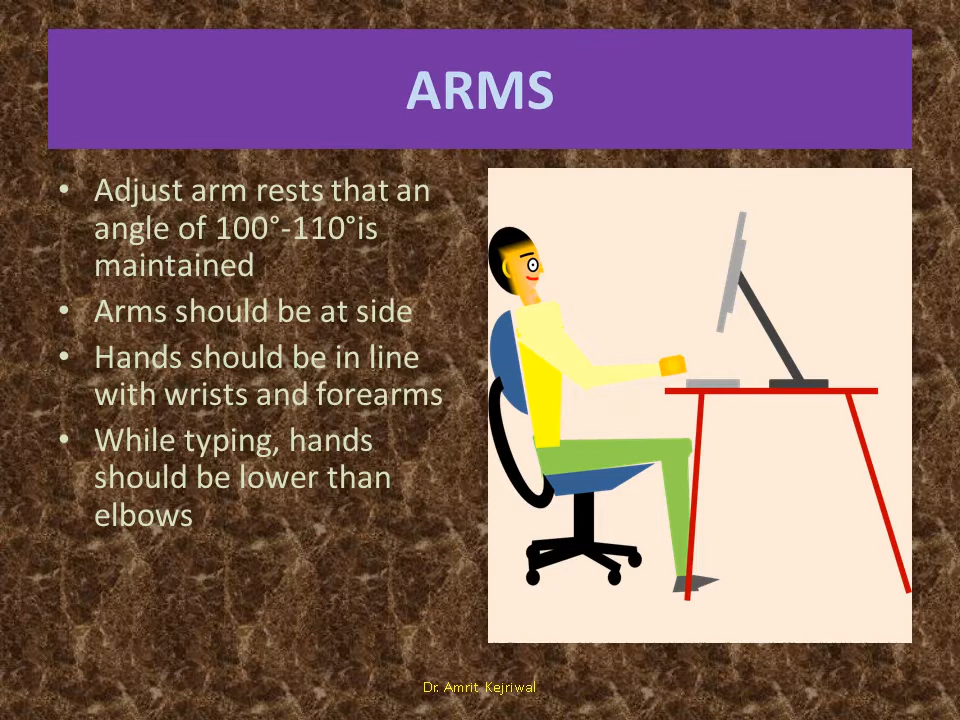 ARMS
• Adjust arm rests that an
angle of 100°-110°is
maintained
• Arms should be at side
• Hands should be in line
with wrists and forearms
• While typing, hands
should be lower than
elbows
Dr. Amrit Kejriwal